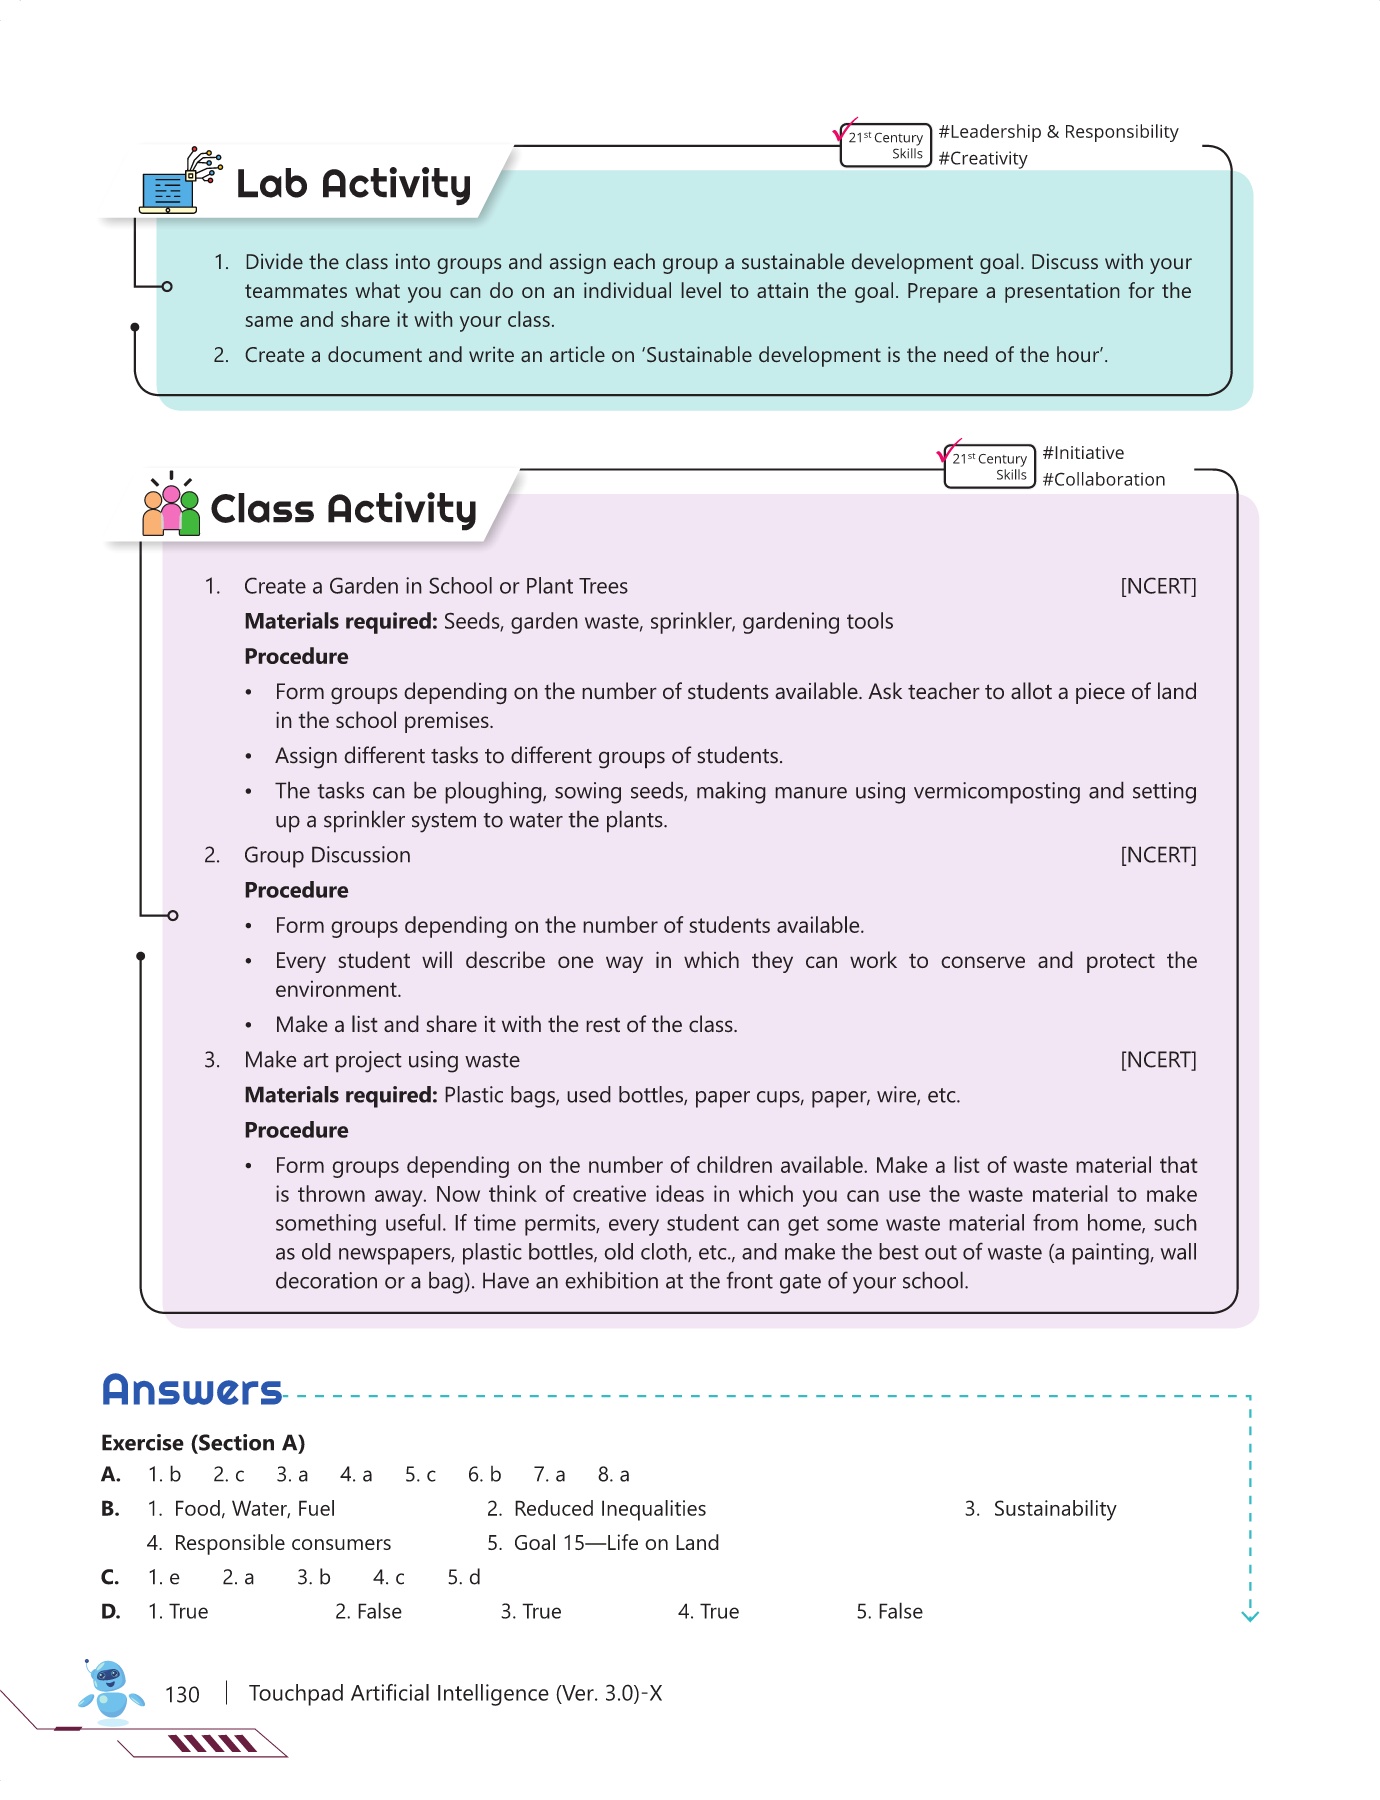 21st Century
Skills
#Leadership & Responsibility
#Creativity
Lab Activity
1. Divide the class into groups and assign each group a sustainable development goal. Discuss with your
teammates what you can do on an individual level to attain the goal. Prepare a presentation for the
same and share it with your class.
2. Create a document and write an article on ‘Sustainable development is the need of the hour’.
21st Century
Skills
#Initiative
#Collaboration
Class Activity
1. Create a Garden in School or Plant Trees [NCERT]
Materials required: Seeds, garden waste, sprinkler, gardening tools
Procedure
• Form groups depending on the number of students available. Ask teacher to allot a piece of land
in the school premises.
• Assign different tasks to different groups of students.
• The tasks can be ploughing, sowing seeds, making manure using vermicomposting and setting
up a sprinkler system to water the plants.
2. Group Discussion [NCERT]
Procedure
• Form groups depending on the number of students available.
• Every student will describe one way in which they can work to conserve and protect the
environment.
• Make a list and share it with the rest of the class.
3. Make art project using waste [NCERT]
Materials required: Plastic bags, used bottles, paper cups, paper, wire, etc.
Procedure
• Form groups depending on the number of children available. Make a list of waste material that
is thrown away. Now think of creative ideas in which you can use the waste material to make
something useful. If time permits, every student can get some waste material from home, such
as old newspapers, plastic bottles, old cloth, etc., and make the best out of waste (a painting, wall
decoration or a bag). Have an exhibition at the front gate of your school.
Answers
Exercise (Section A)
A. 1. b 2. c 3. a 4. a 5. c 6. b 7. a 8. a
B. 1. Food, Water, Fuel 2. Reduced Inequalities 3. Sustainability
4. Responsible consumers 5. Goal 15—Life on Land
C. 1. e 2. a 3. b 4. c 5. d
D. 1. True 2. False 3. True 4. True 5. False
130 | Touchpad Artificial Intelligence (Ver. 3.0)-X